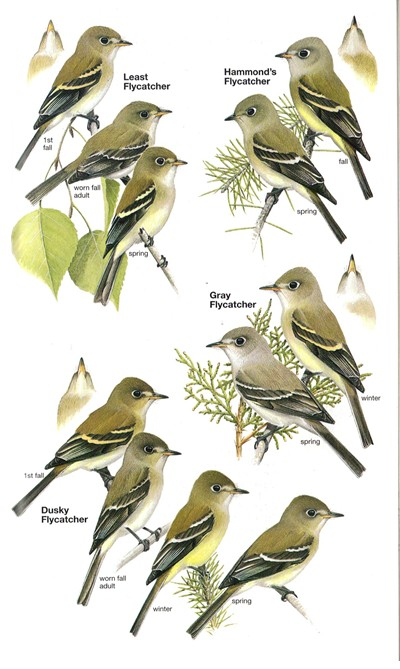 Least
Flycatcher
1st
fall
worn fall
adult
spring
Hammond's
Flycatcher
fall
spring
Gray
Flycatcher
winter
spring
1st fall
Dusky
Flycatcher
worn fall
adult
winter
spring